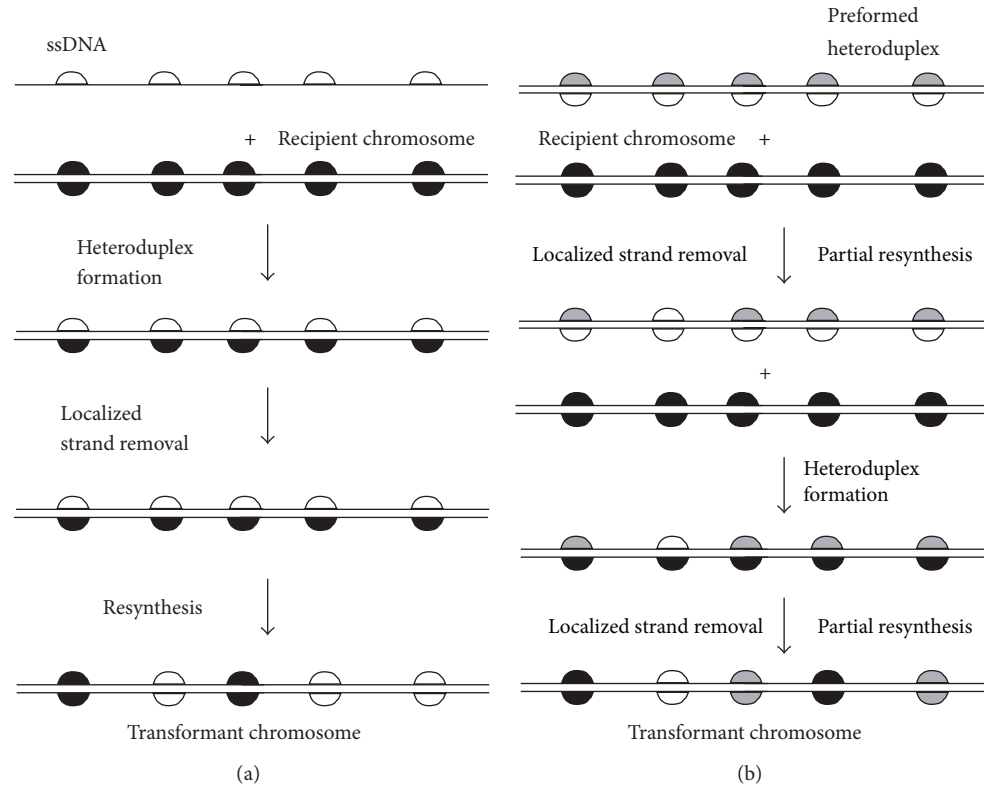 ssDNA
+ Recipient chromosome
Heteroduplex
formation
Localized
strand removal
Resynthesis
Transformant chromosome
(a)
Preformed
heteroduplex
Recipient chromosome +
Localized strand removal Partial resynthesis
+
Heteroduplex
formation
Localized strand removal Partial resynthesis
Transformant chromosome
(b)